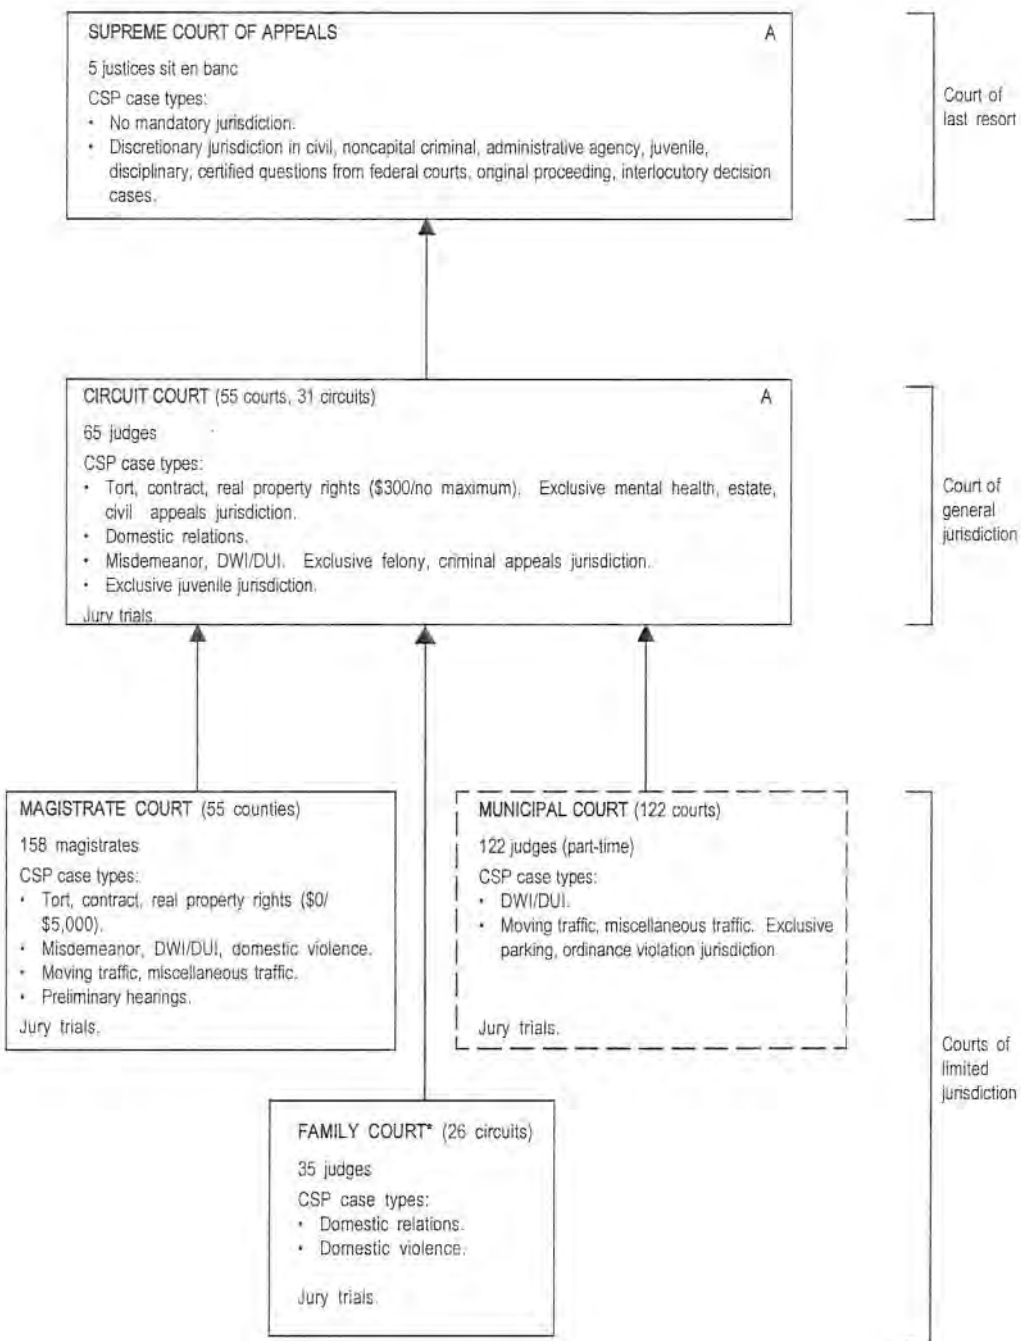 SUPREME COURT OF APPEALS A
5 justices sit en banc
CSP case types:
• No mandatory jurisdiction.
• Discretionary jurisdiction in civil, noncapital criminal, administrative agency, juvenile,
disciplinary, certified questions from federal courts, original proceeding, interlocutory decision
cases.
Court of
last resort
CIRCUIT COURT (55 courts, 31 circuits) A
65 judges
CSP case types:
• Tort, contract, real property rights ($300/no maximum). Exclusive mental health, estate,
civil appeals jurisdiction.
• Domestic relations.
• Misdemeanor, DWI/DUI. Exclusive felony, criminal appeals jurisdiction.
• Exclusive juvenile jurisdiction.
Jury trials.
Court of
general
jurisdiction
MAGISTRATE COURT (55 counties)
158 magistrates
CSP case types:
• Tort, contract, real property rights ($0/
$5,000).
• Misdemeanor, DWI/DUI, domestic violence.
• Moving traffic, miscellaneous traffic.
• Preliminary hearings.
Jury trials.
MUNICIPAL COURT (122 courts)
122 judges (part-time)
CSP case types:
• DWI/DUI.
• Moving traffic, miscellaneous traffic. Exclusive
parking, ordinance violation jurisdiction
Jury trials.
FAMILY COURT* (26 circuits)
35 judges
CSP case types:
• Domestic relations.
• Domestic violence.
Jury trials.
Courts of
limited
jurisdiction